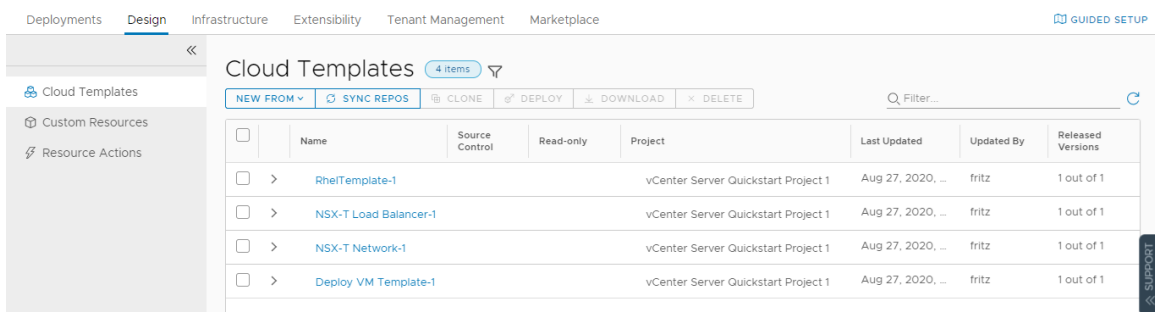 Deployments Design Infrastructure Extensibility Tenant Management Marketplace GUIDED SETUP
Cloud Templates
Custom Resources
Resource Actions
Cloud Templates 4 items
NEW FROM SYNC REPOS CLONE DEPLOY DOWNLOAD DELETE Filter...
Name Source Control Read-only Project Last Updated Updated By Released Versions
RhelTemplate-1 vCenter Server Quickstart Project 1 Aug 27, 2020, ... fritz 1 out of 1
NSX-T Load Balancer-1 vCenter Server Quickstart Project 1 Aug 27, 2020, ... fritz 1 out of 1
NSX-T Network-1 vCenter Server Quickstart Project 1 Aug 27, 2020, ... fritz 1 out of 1
Deploy VM Template-1 vCenter Server Quickstart Project 1 Aug 27, 2020, ... fritz 1 out of 1
SUPPORT